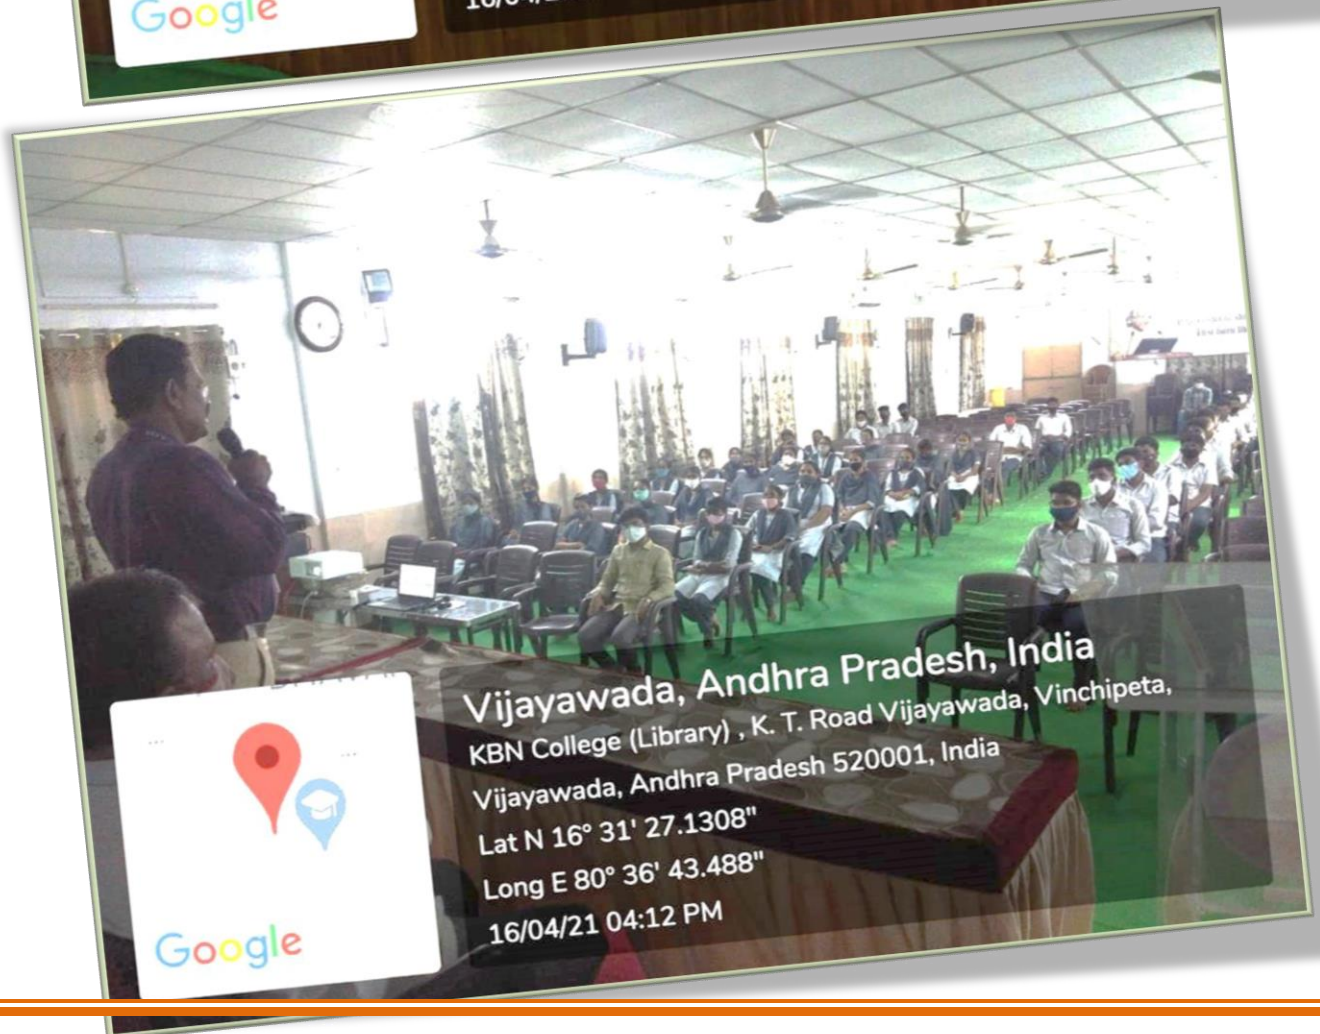 Google
Vijayawada, Andhra Pradesh, India
KBN College (Library) , K. T. Road Vijayawada, Vinchipeta,
Vijayawada, Andhra Pradesh 520001, India
Lat N 16° 31' 27.1308"
Long E 80° 36' 43.488"
16/04/21 04:12 PM
Google